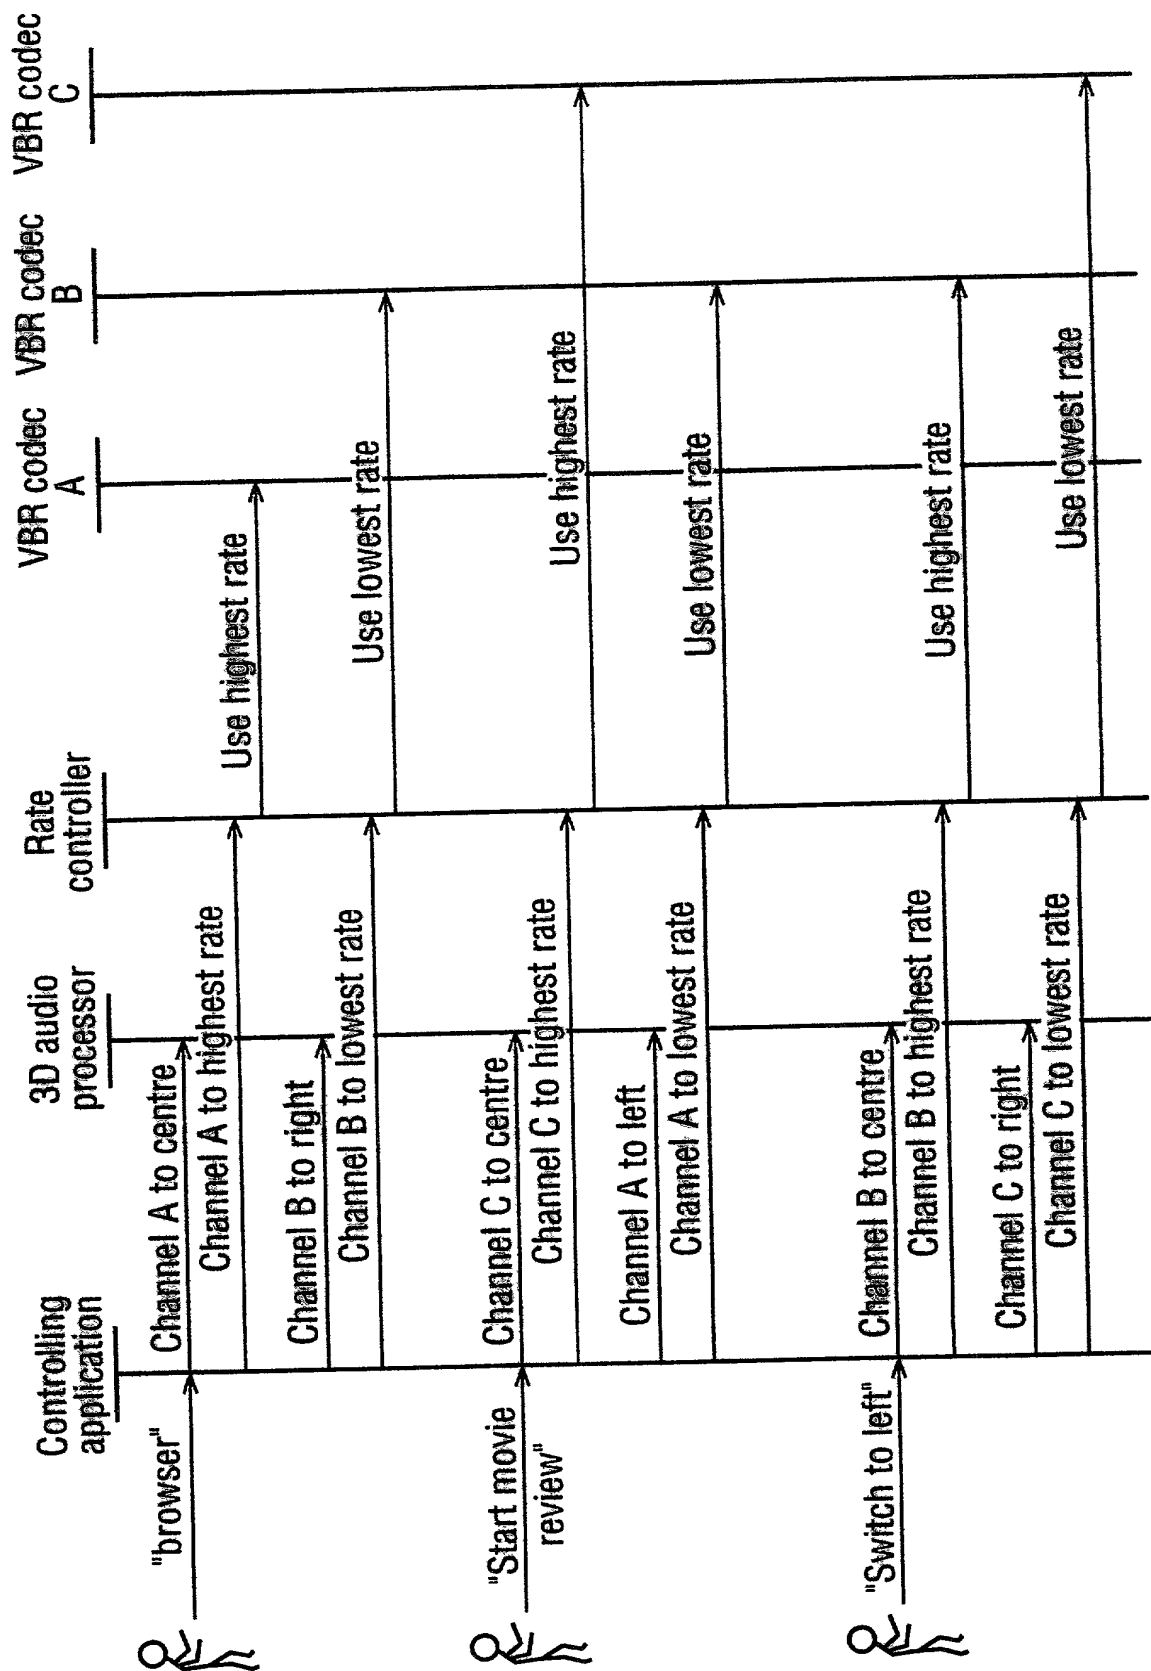 Controlling
application
3D audio
processor
Rate
controller
VBR codec
A
VBR codec
B
VBR codec
C
"browser"
Channel A to centre
Channel A to highest rate
Use highest rate
Channel B to right
Channel B to lowest rate
Use lowest rate
"Start movie
review"
Channel C to centre
Channel C to highest rate
Use highest rate
Channel A to left
Channel A to lowest rate
Use lowest rate
"Switch to left"
Channel B to centre
Channel B to highest rate
Use highest rate
Channel C to right
Channel C to lowest rate
Use lowest rate